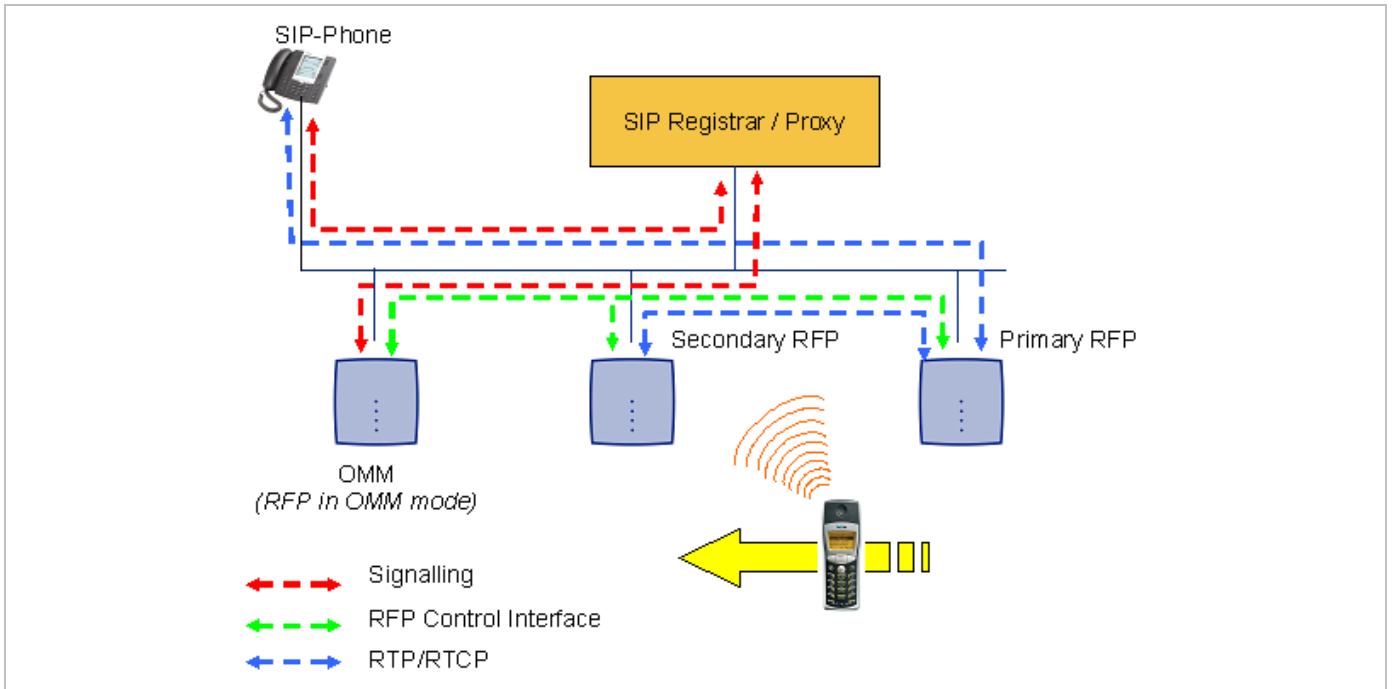 SIP-Phone
SIP Registrar / Proxy
Secondary RFP
Primary RFP
OMM
(RFP in OMM mode)
Signalling
RFP Control Interface
RTP/RTCP